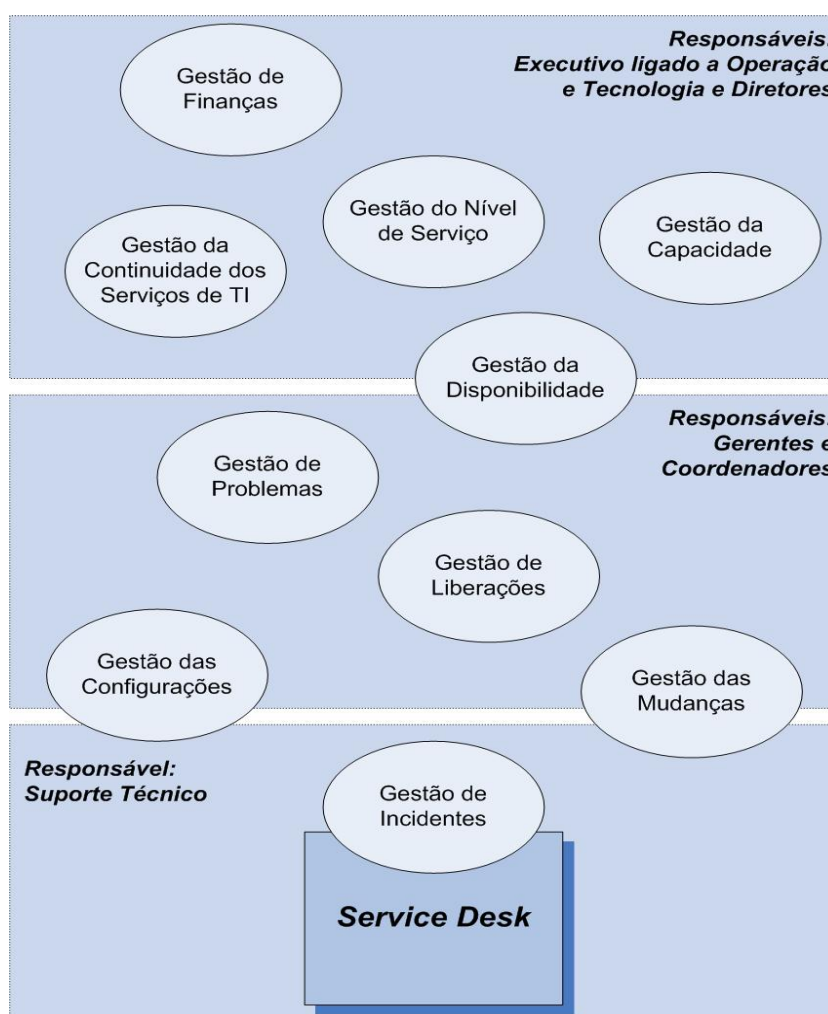 Responsáveis:
Executivo ligado a Operação
e Tecnologia e Diretores
Gestão de
Finanças
Gestão do Nível
de Serviço
Gestão da
Capacidade
Gestão da
Continuidade dos
Serviços de TI
Gestão da
Disponibilidade
Responsáveis:
Gerentes e
Coordenadores
Gestão de
Problemas
Gestão de
Liberações
Gestão das
Configurações
Gestão das
Mudanças
Responsável:
Suporte Técnico
Gestão de
Incidentes
Service Desk